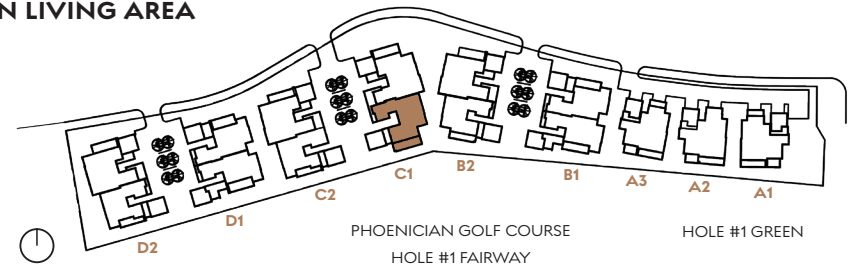 N LIVING AREA
C1
B2
B1
A3
A2
A1
C2
D1
D2
PHOENICIAN GOLF COURSE
HOLE #1 FAIRWAY
HOLE #1 GREEN